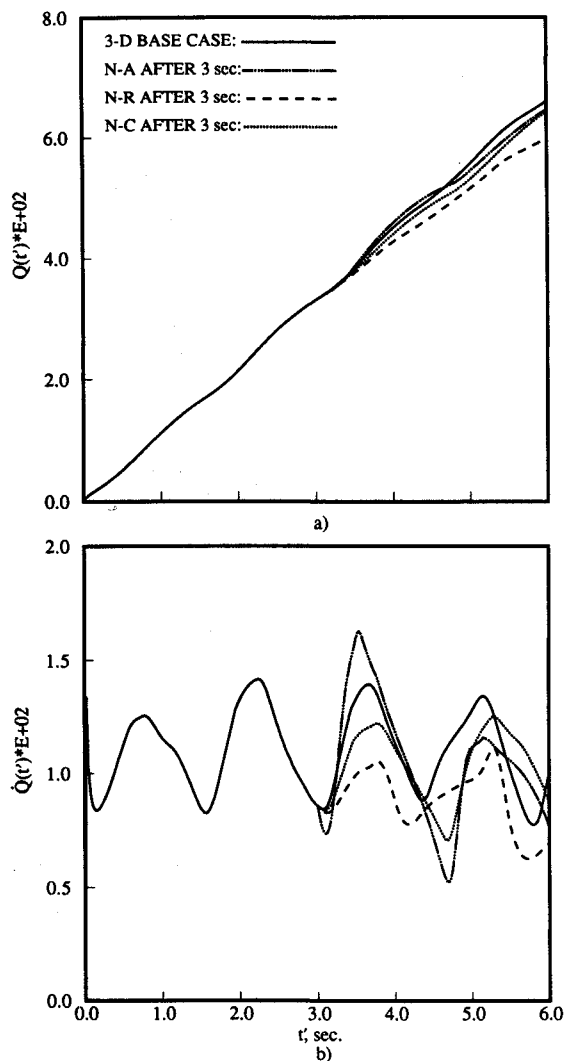 8.0
3-D BASE CASE:
N-A AFTER 3 sec:
N-R AFTER 3 sec:
N-C AFTER 3 sec:
6.0
Q(t')*E+02
4.0
2.0
0.0
a)
2.0
1.5
Q̇(t')*E+02
1.0
0.5
0.0
0.0 1.0 2.0 3.0 4.0 5.0 6.0
t', sec.
b)